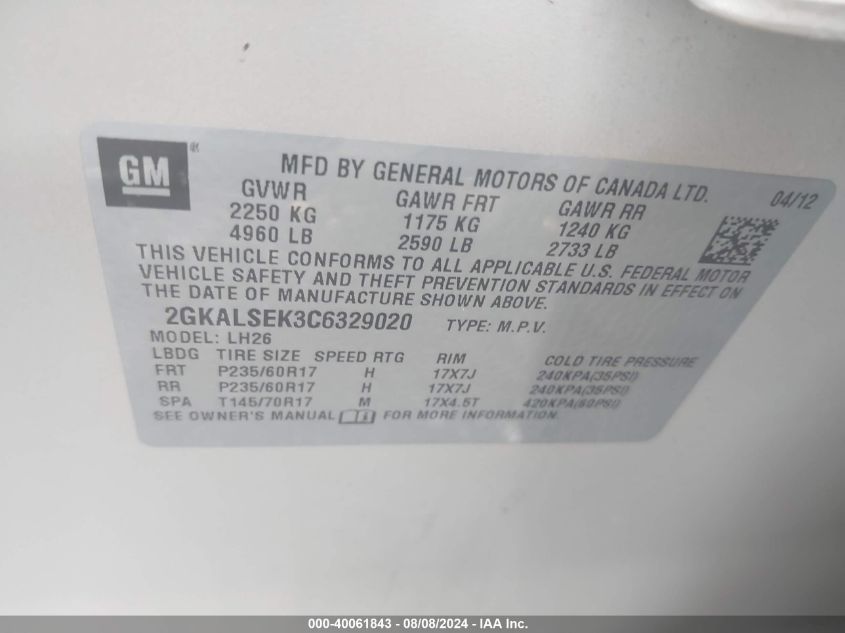 GM
MFD BY GENERAL MOTORS OF CANADA LTD.
04/12
GVWR GAWR FRT GAWR RR
2250 KG 1175 KG 1240 KG
4960 LB 2590 LB 2733 LB
THIS VEHICLE CONFORMS TO ALL APPLICABLE U.S. FEDERAL MOTOR
VEHICLE SAFETY AND THEFT PREVENTION STANDARDS IN EFFECT ON
THE DATE OF MANUFACTURE SHOWN ABOVE.
2GKALSEK3C6329020 TYPE: M.P.V.
MODEL: LH26
LBDG TIRE SIZE SPEED RTG RIM COLD TIRE PRESSURE
FRT P235/60R17 H 17X7J 240KPA(35PSI)
RR P235/60R17 H 17X7J 240KPA(35PSI)
SPA T145/70R17 M 17X4.5T 420KPA(60PSI)
SEE OWNER'S MANUAL FOR MORE INFORMATION.
000-40061843 - 08/08/2024 - IAA Inc.